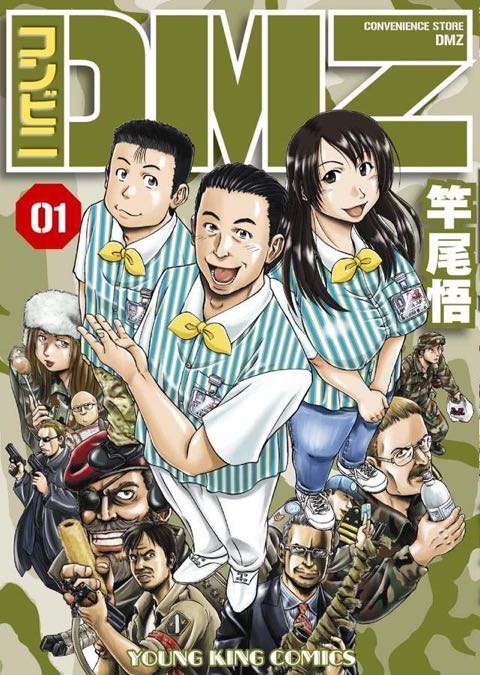 コンビニ
DMZ
CONVENIENCE STORE
DMZ
01
竿尾悟
YOUNG KING COMICS